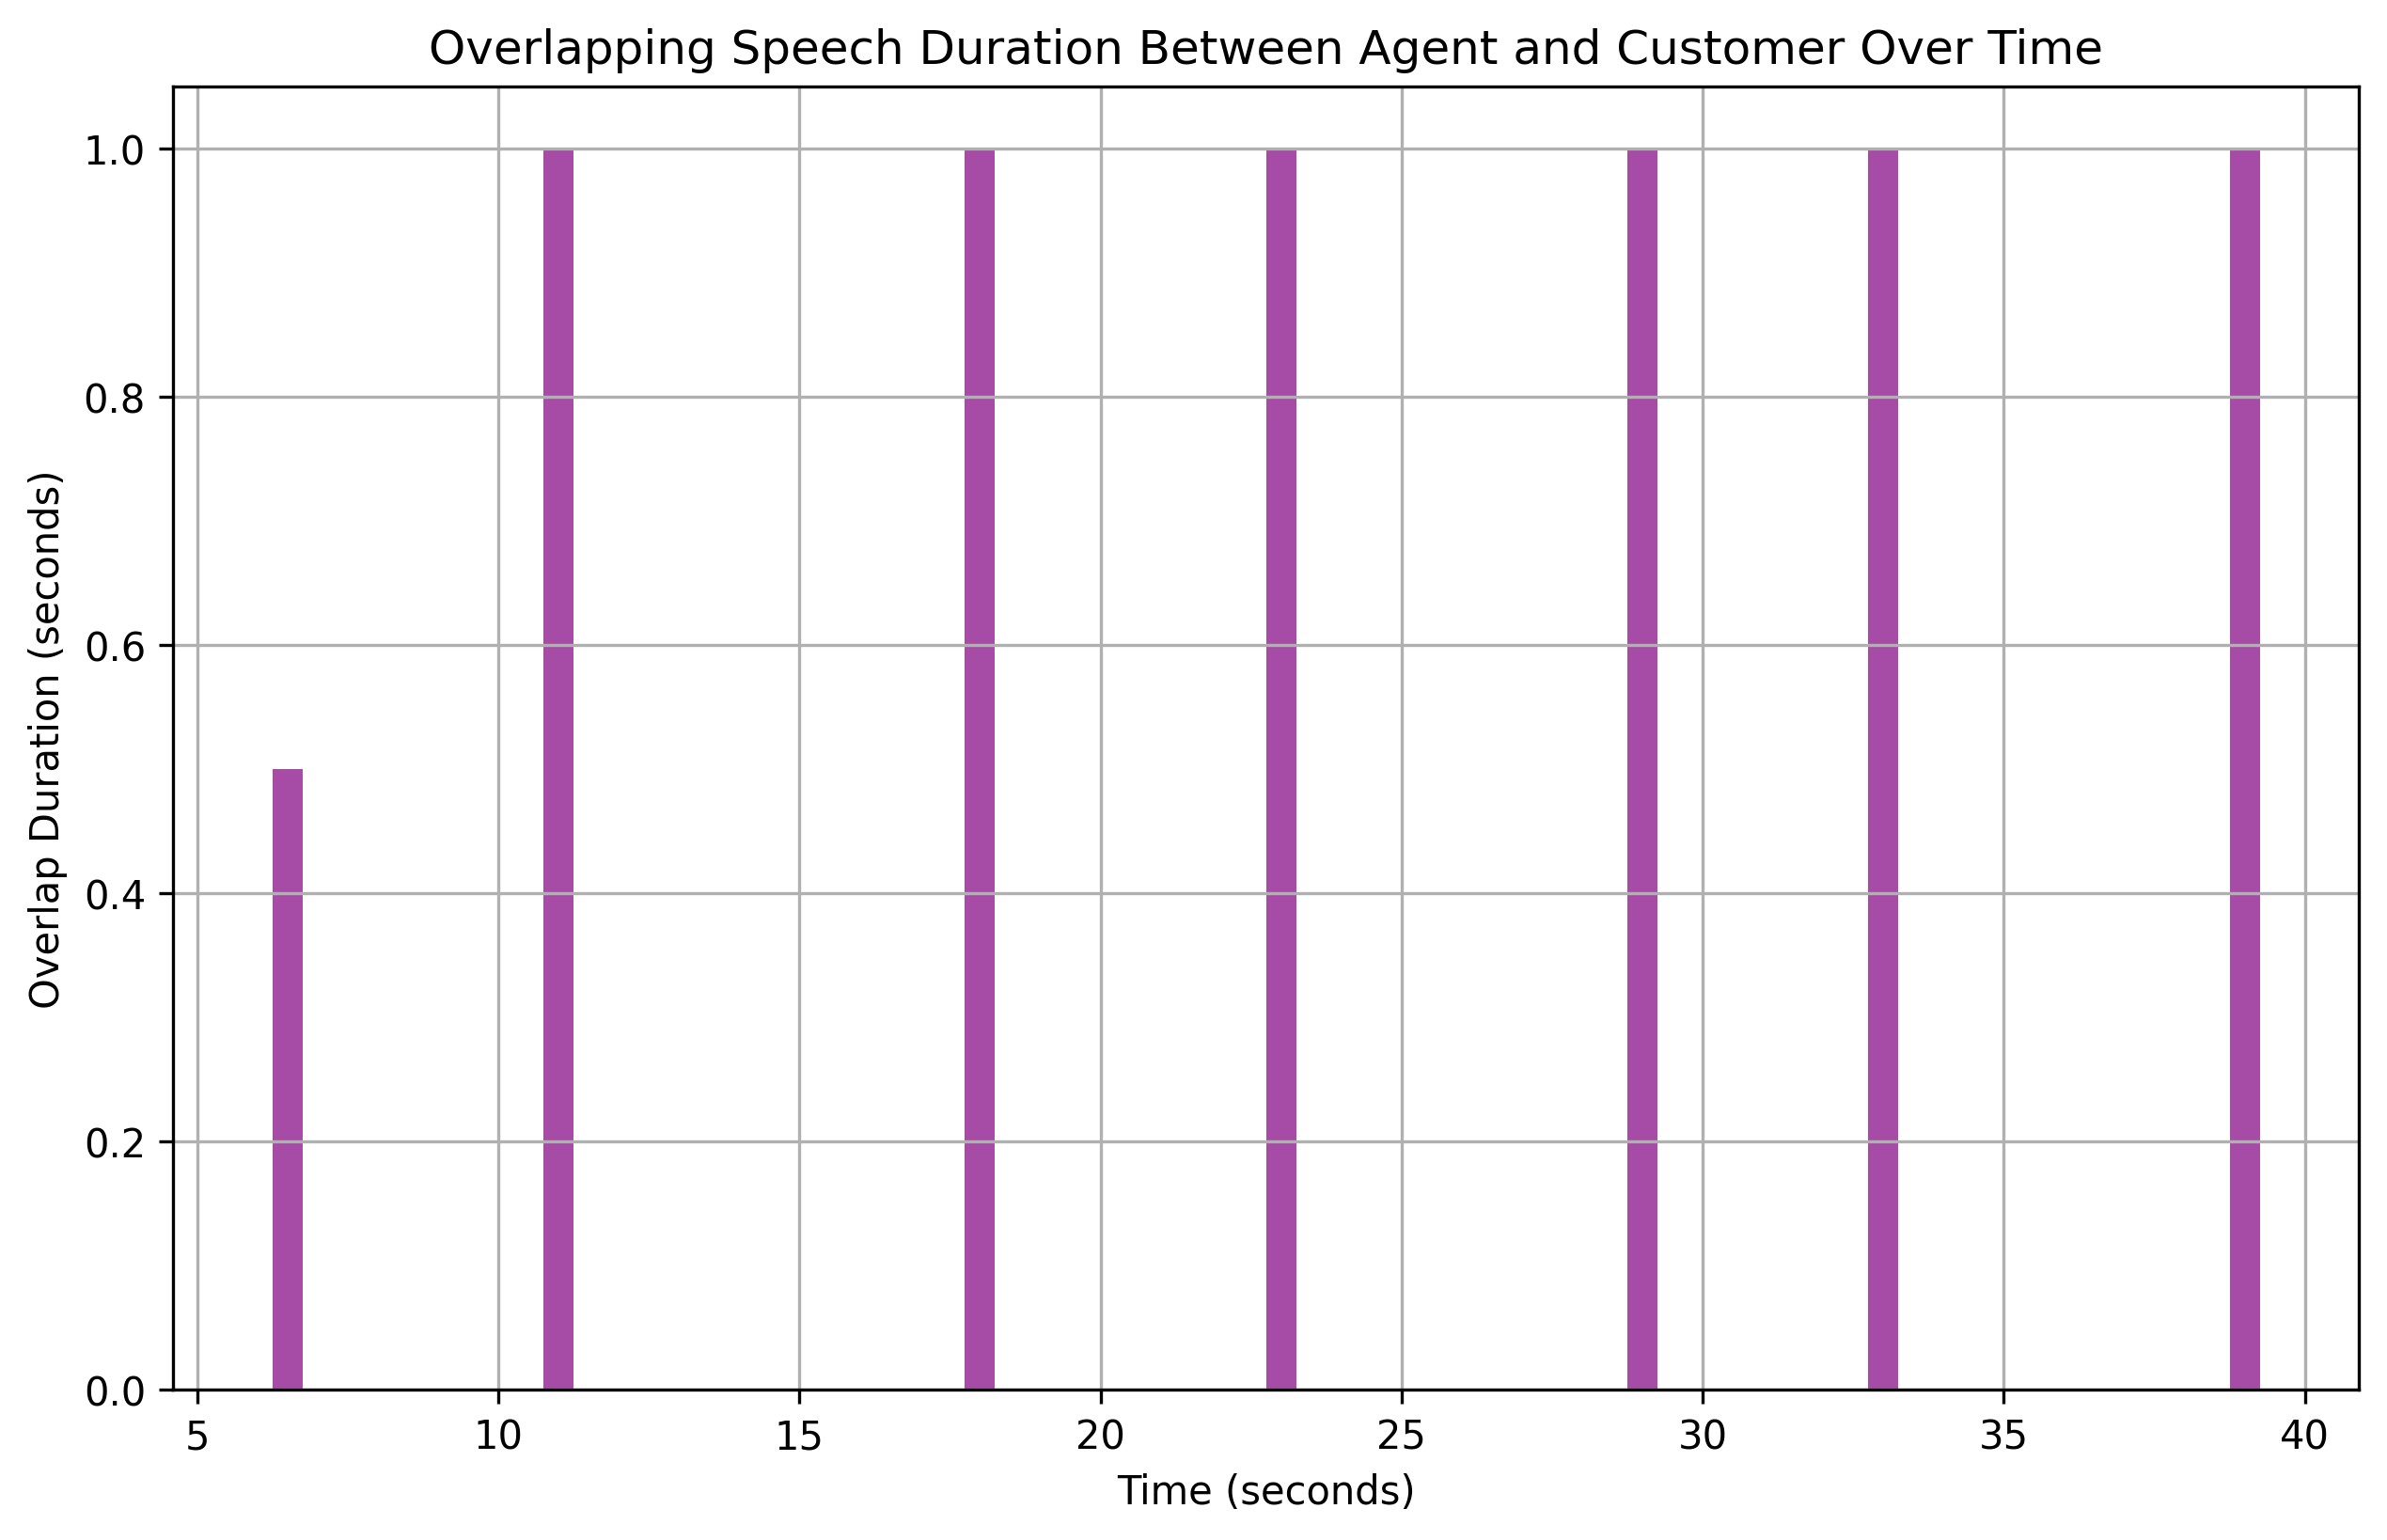 Overlapping Speech Duration Between Agent and Customer Over Time
Overlap Duration (seconds)
1.0
0.8
0.6
0.4
0.2
0.0
5 10 15 20 25 30 35 40
Time (seconds)